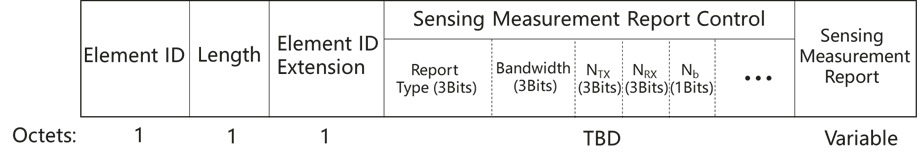 Element ID
Length
Element ID
Extension
Sensing Measurement Report Control
Report
Type (3Bits)
Bandwidth
(3Bits)
NTX
(3Bits)
NRX
(3Bits)
Nb
(1Bits)
•••
Sensing
Measurement
Report
Octets: 1 1 1 TBD Variable